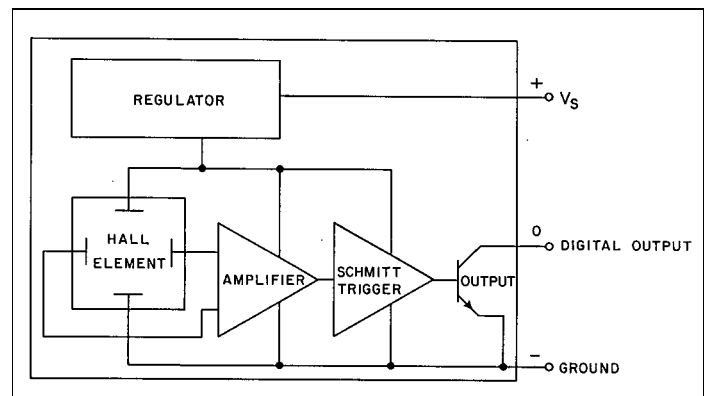 REGULATOR
+
VS
HALL
ELEMENT
AMPLIFIER
SCHMITT
TRIGGER
OUTPUT
O
DIGITAL OUTPUT
−
GROUND